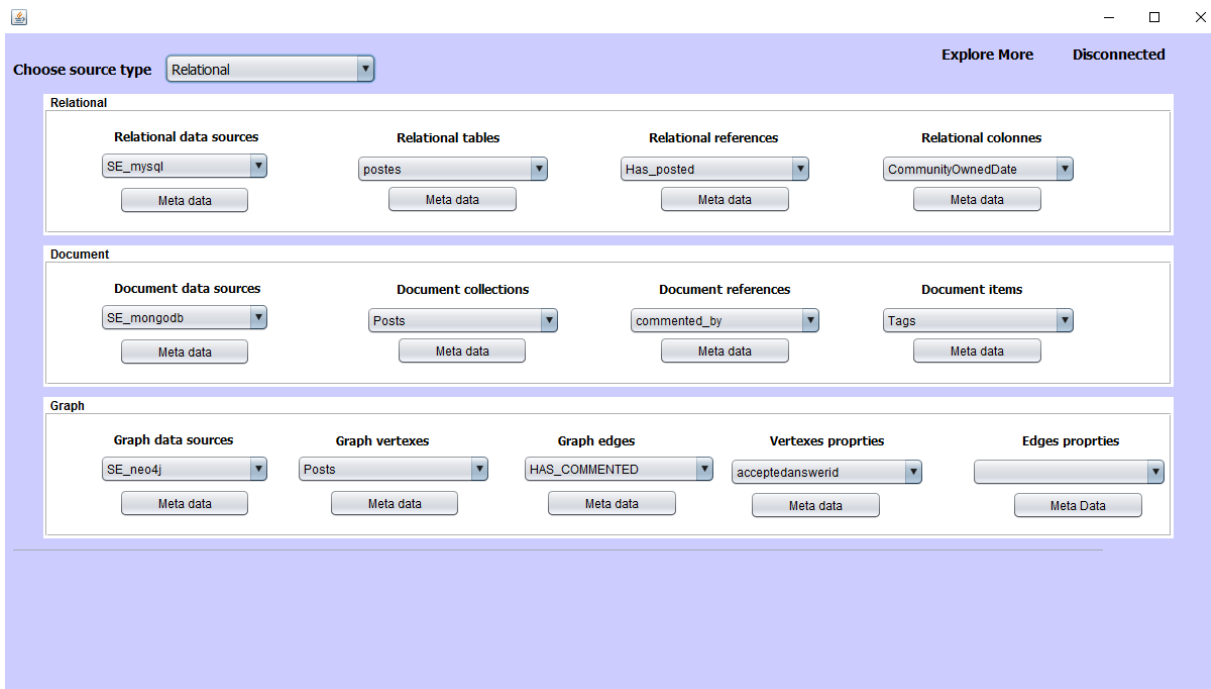 Explore More Disconnected
Choose source type Relational
Relational
Relational data sources Relational tables Relational references Relational colonnes
SE_mysql postes Has_posted CommunityOwnedDate
Meta data Meta data Meta data Meta data
Document
Document data sources Document collections Document references Document items
SE_mongodb Posts commented_by Tags
Meta data Meta data Meta data Meta data
Graph
Graph data sources Graph vertexes Graph edges Vertexes proprties Edges proprties
SE_neo4j Posts HAS_COMMENTED acceptedanswerid
Meta data Meta data Meta data Meta data Meta Data